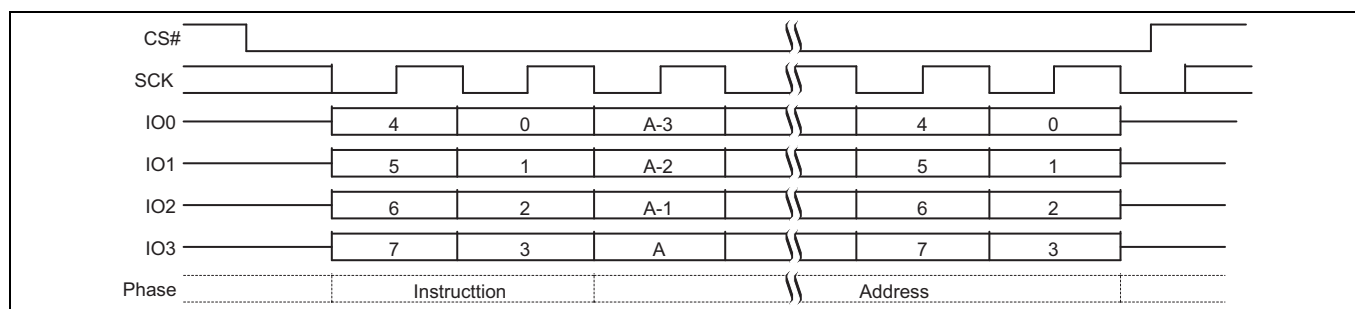 CS#
SCK
IO0 4 0 A-3 4 0
IO1 5 1 A-2 5 1
IO2 6 2 A-1 6 2
IO3 7 3 A 7 3
Phase Instructtion Address